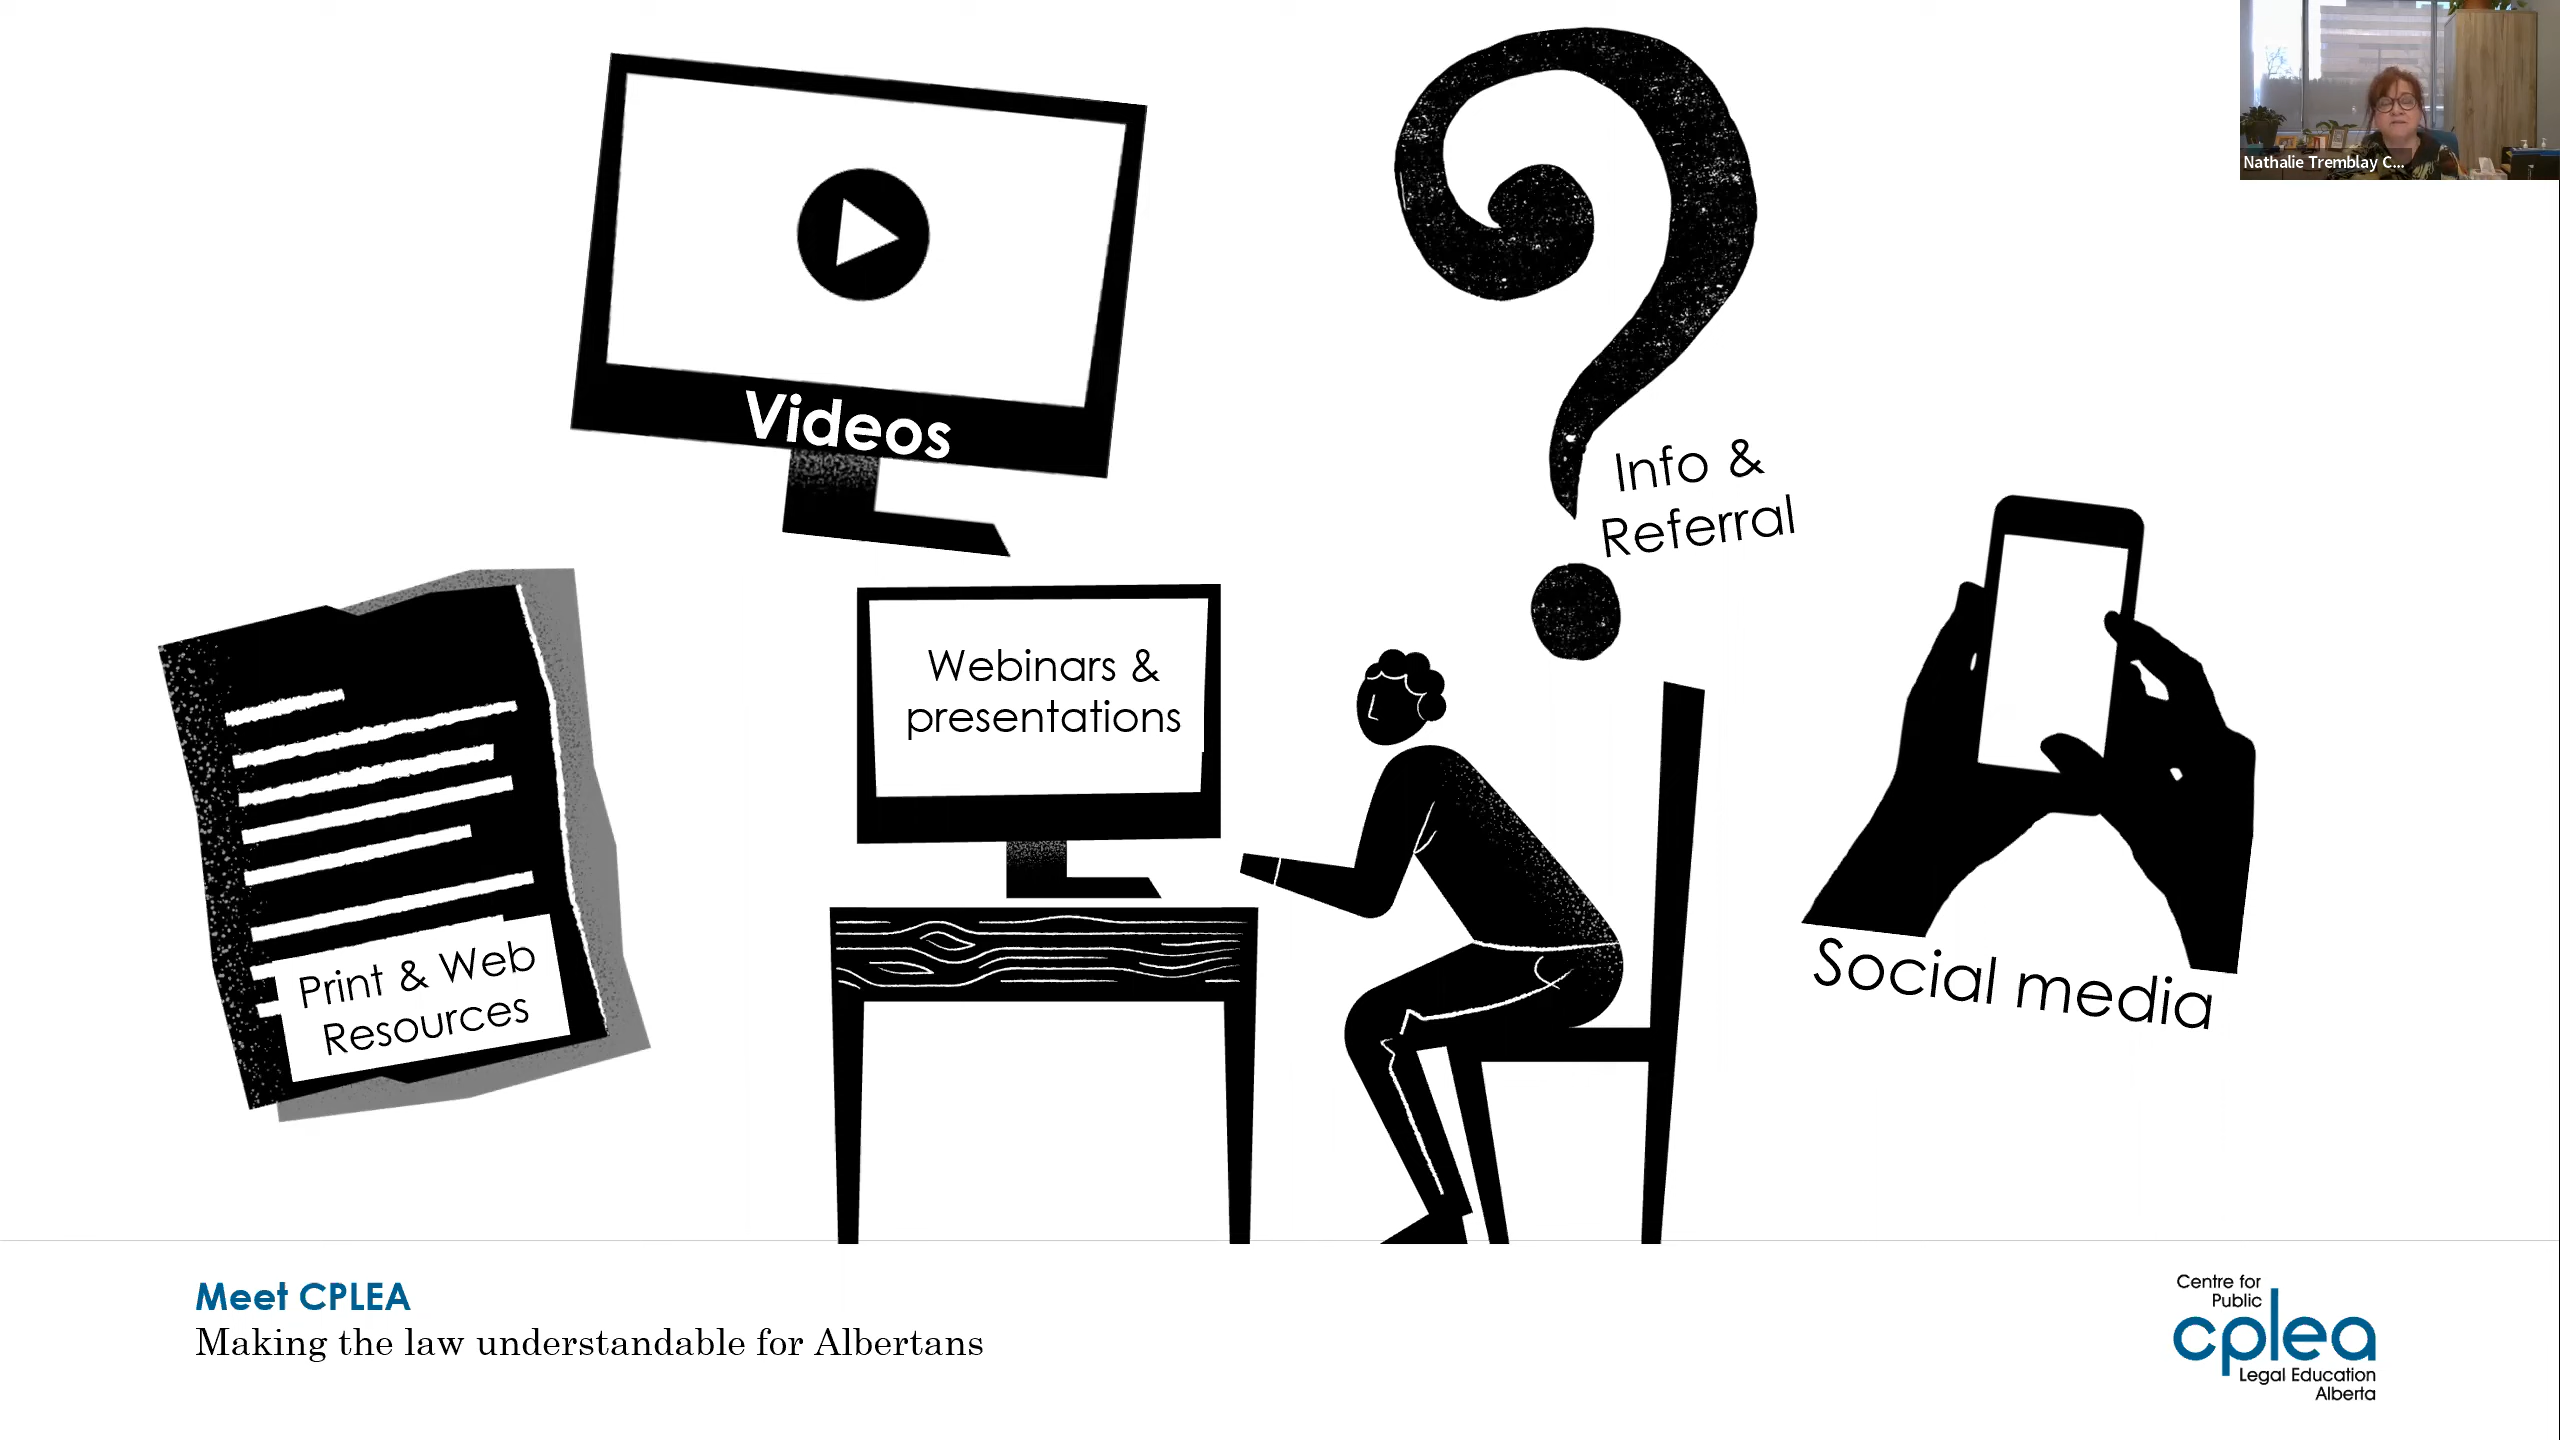 Nathalie Tremblay C...
Videos
Info &
Referral
Webinars &
presentations
Print & Web
Resources
Social media
Meet CPLEA
Making the law understandable for Albertans
Centre for
Public
cplea
Legal Education
Alberta